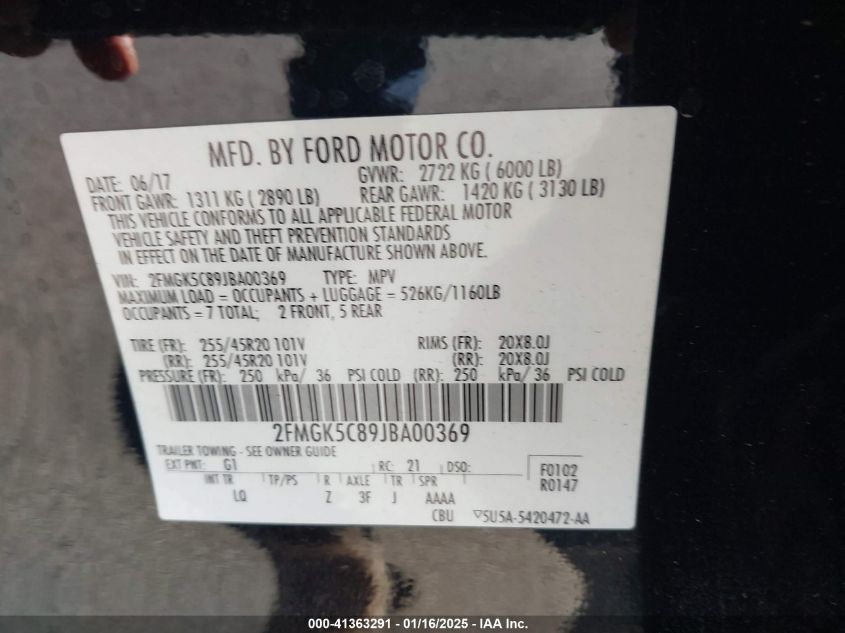 MFD. BY FORD MOTOR CO.
DATE: 06/17 GVWR: 2722 KG ( 6000 LB)
FRONT GAWR: 1311 KG ( 2890 LB) REAR GAWR: 1420 KG ( 3130 LB)
THIS VEHICLE CONFORMS TO ALL APPLICABLE FEDERAL MOTOR
VEHICLE SAFETY AND THEFT PREVENTION STANDARDS
IN EFFECT ON THE DATE OF MANUFACTURE SHOWN ABOVE.
VIN: 2FMGK5C89JBA00369 TYPE: MPV
MAXIMUM LOAD = OCCUPANTS + LUGGAGE = 526KG/1160LB
OCCUPANTS = 7 TOTAL; 2 FRONT, 5 REAR
TIRE (FR): 255/45R20 101V RIMS (FR): 20X8.0J
(RR): 255/45R20 101V (RR): 20X8.0J
PRESSURE (FR): 250 kPa/ 36 PSI COLD (RR): 250 kPa/ 36 PSI COLD
2FMGK5C89JBA00369
TRAILER TOWING - SEE OWNER GUIDE
EXT PNT: G1 RC: 21 DSO: F0102
INT TR TP/PS R AXLE TR SPR R0147
LQ Z 3F J AAAA
CBU 5U5A-5420472-AA
000-41363291 - 01/16/2025 - IAA Inc.